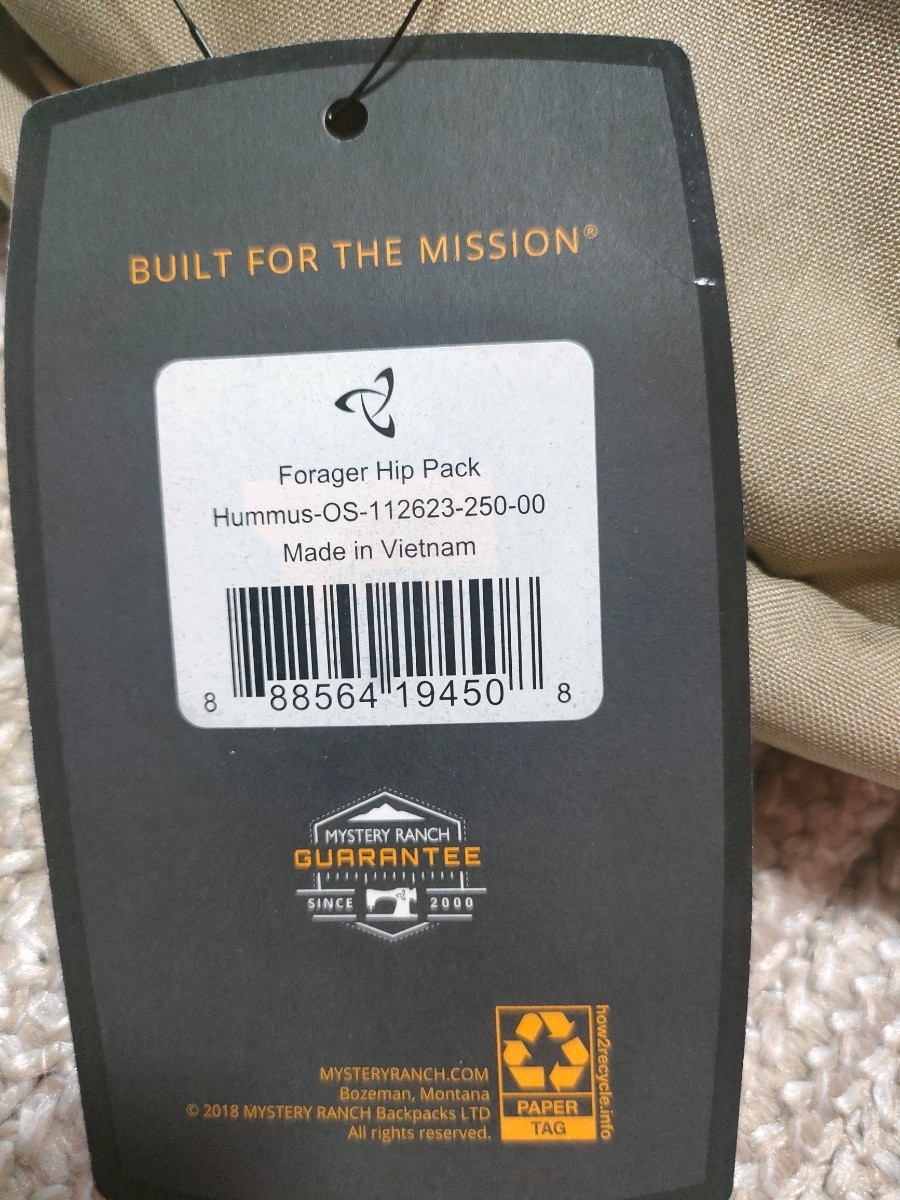 BUILT FOR THE MISSION®
Forager Hip Pack
Hummus-OS-112623-250-00
Made in Vietnam
8 88564 19450 8
MYSTERY RANCH
GUARANTEE
SINCE 2000
MYSTERYRANCH.COM
Bozeman, Montana
© 2018 MYSTERY RANCH Backpacks LTD
All rights reserved.
PAPER
TAG
how2recycle.info